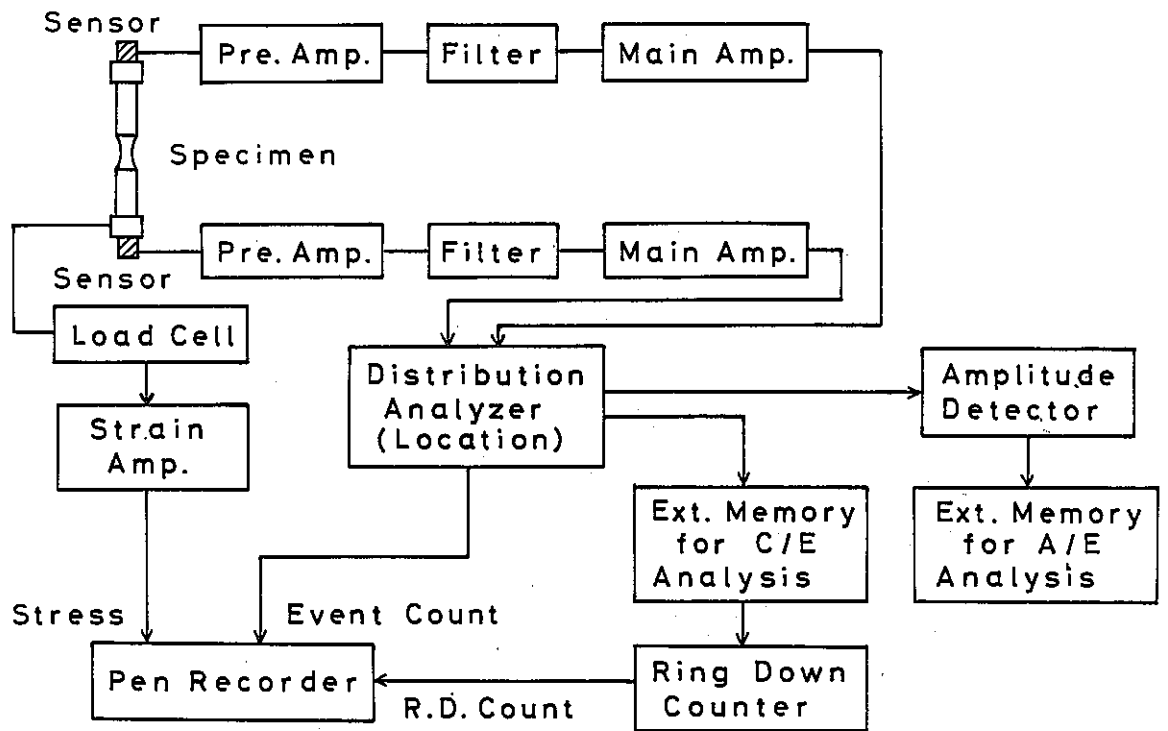 Sensor
Pre. Amp.
Filter
Main Amp.
Specimen
Pre. Amp.
Filter
Main Amp.
Sensor
Load Cell
Distribution
Analyzer
(Location)
Amplitude
Detector
Strain
Amp.
Ext. Memory
for C/E
Analysis
Ext. Memory
for A/E
Analysis
Stress
Event Count
Pen Recorder
R.D. Count
Ring Down
Counter